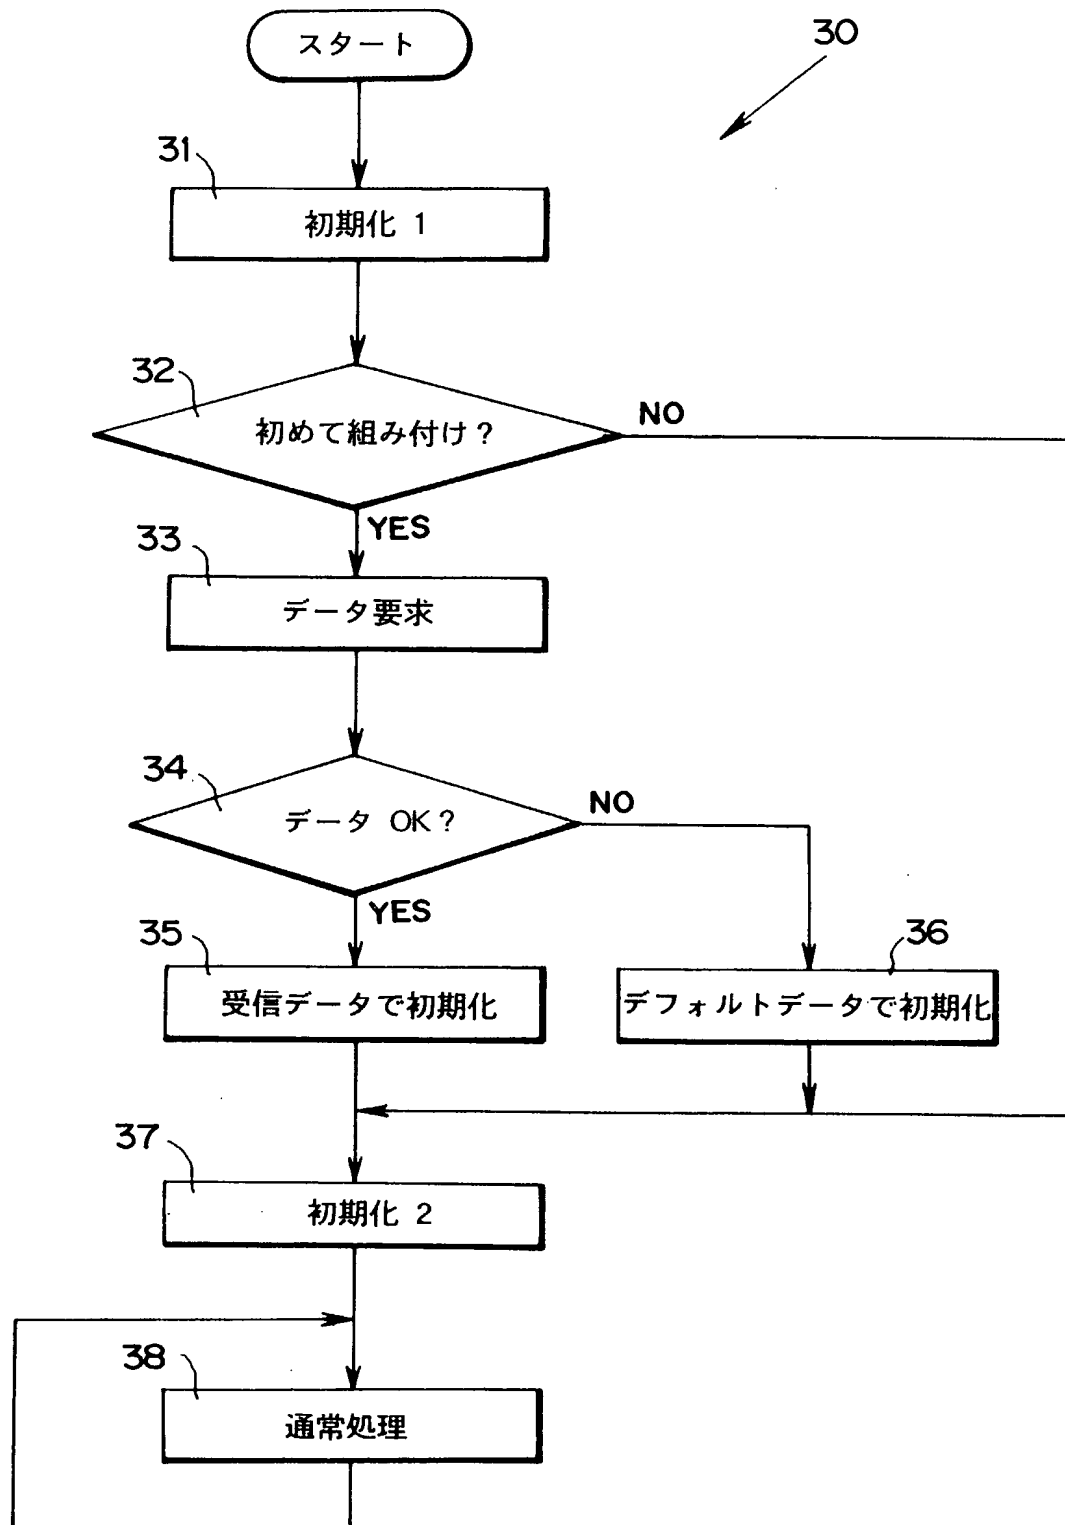 スタート
30
31
初期化 1
32
初めて組み付け?
NO
YES
33
データ要求
34
データ OK?
NO
YES
35
受信データで初期化
36
デフォルトデータで初期化
37
初期化 2
38
通常処理